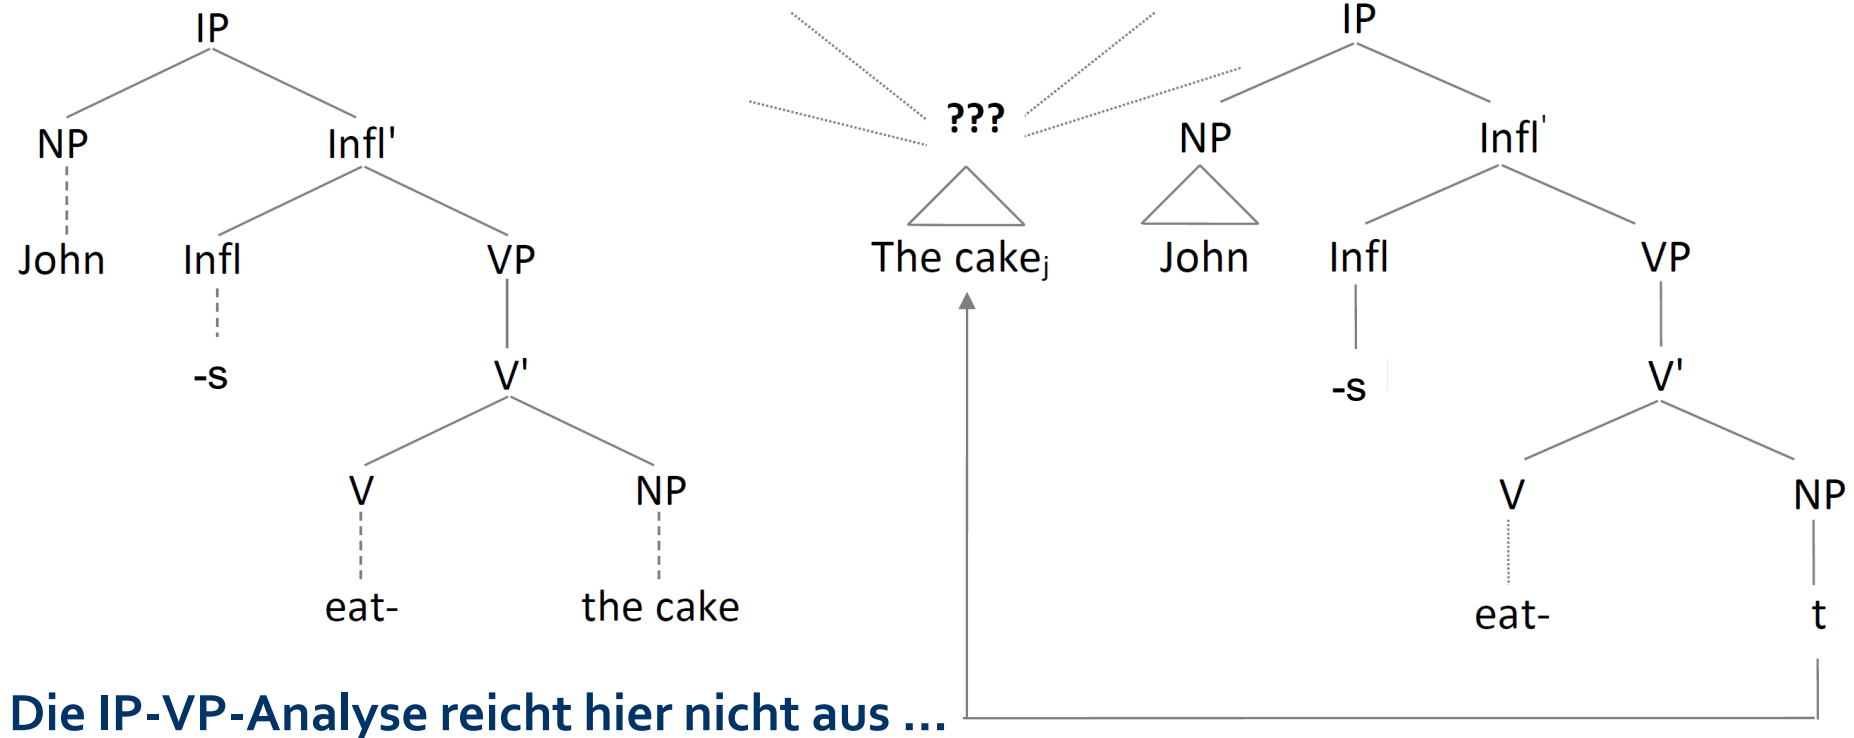 IP
NP Infl'
John Infl VP
-s V'
V NP
eat- the cake
??? IP
NP Infl'
The cakej John Infl VP
-s V'
V NP
eat- t
Die IP-VP-Analyse reicht hier nicht aus ...